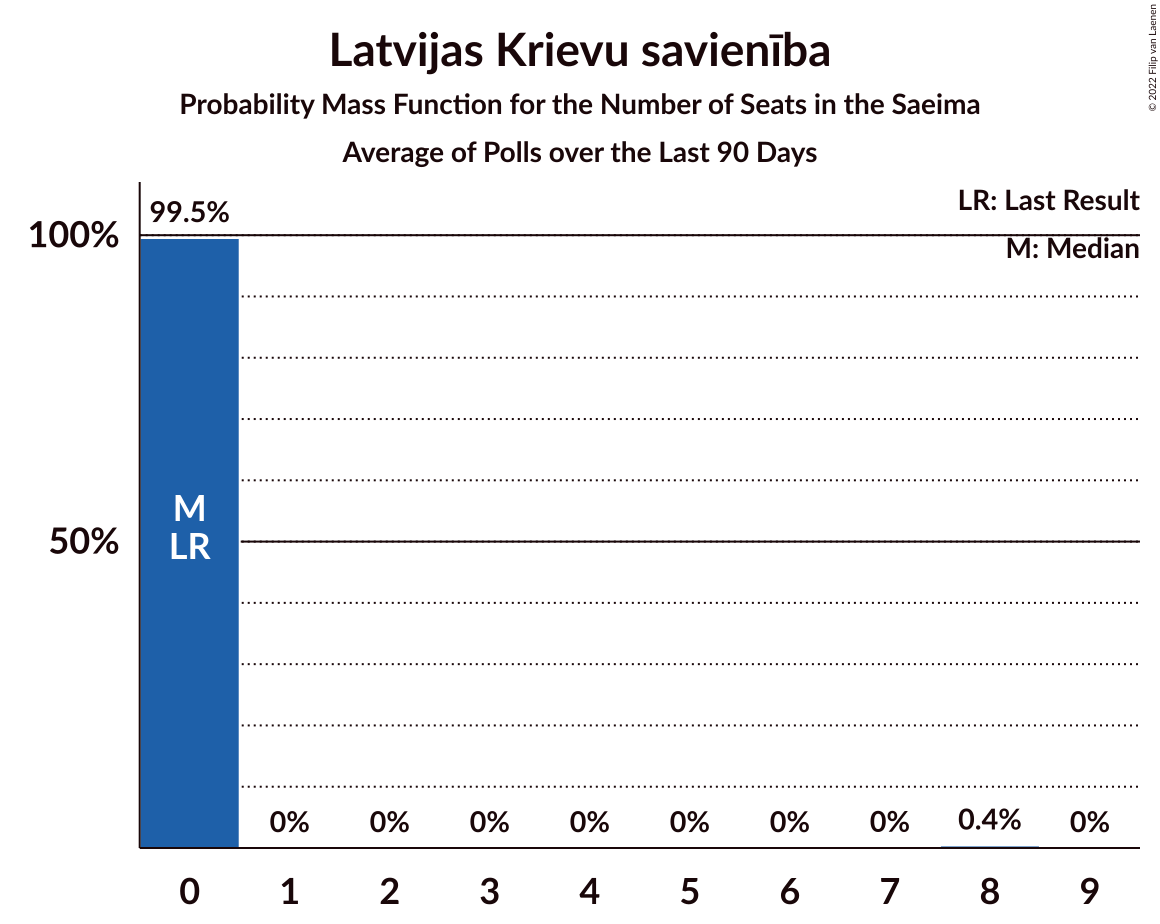 Latvijas Krievu savienība
Probability Mass Function for the Number of Seats in the Saeima
Average of Polls over the Last 90 Days
© 2022 Filip van Laenen
LR: Last Result
M: Median
99.5%
100%
50%
M
LR
0% 0% 0% 0% 0% 0% 0% 0.4% 0%
0 1 2 3 4 5 6 7 8 9